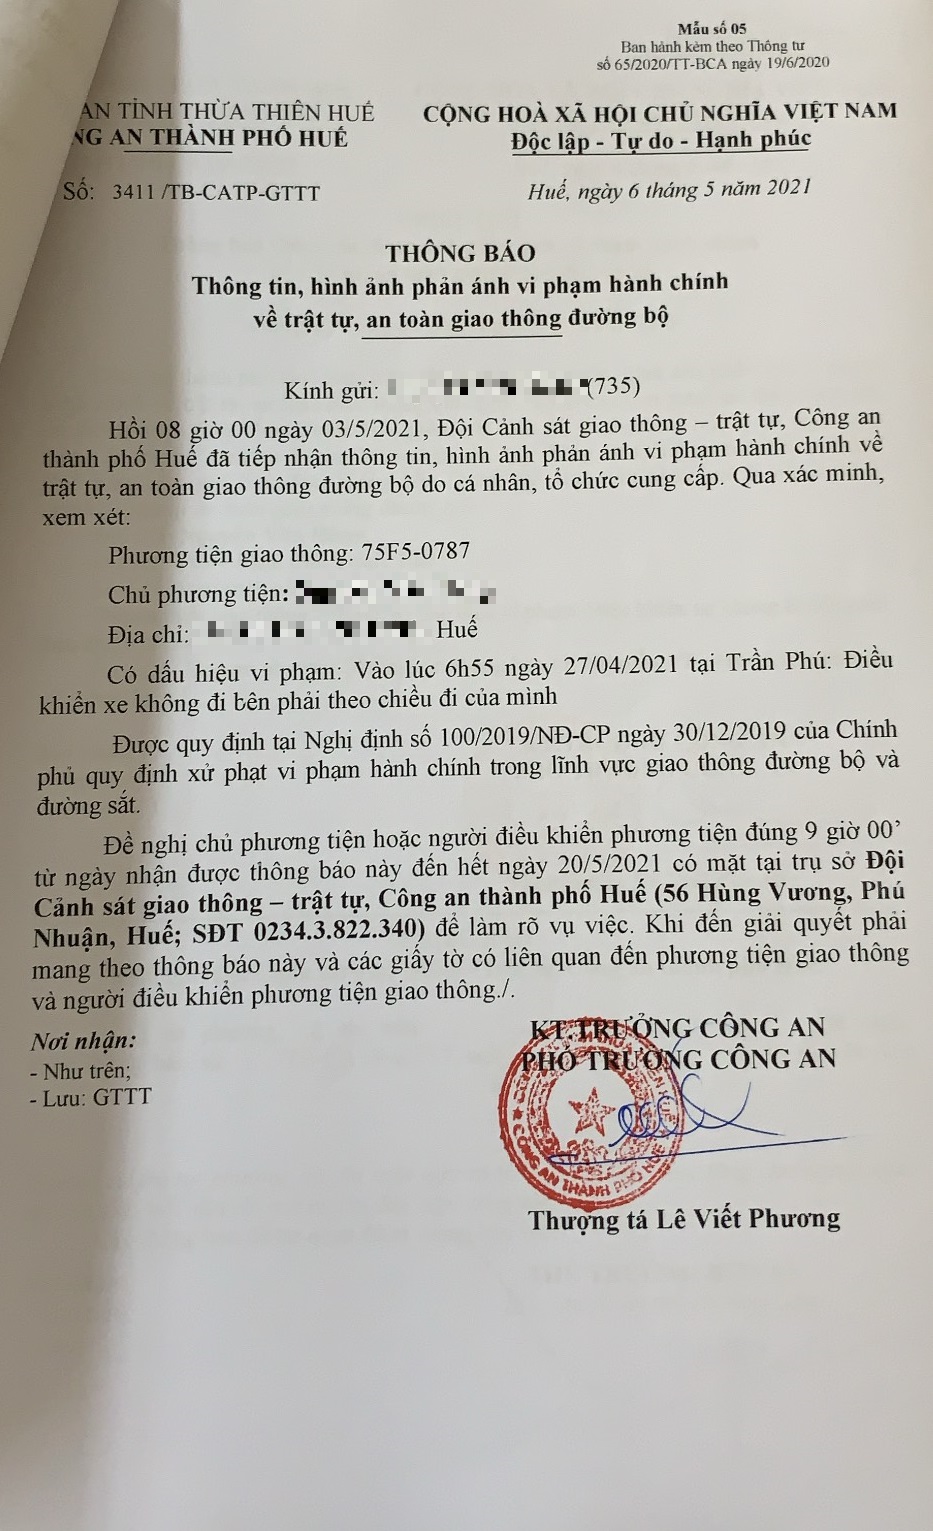 Mẫu số 05
Ban hành kèm theo Thông tư
số 65/2020/TT-BCA ngày 19/6/2020
AN TỈNH THỪA THIÊN HUẾ
NG AN THÀNH PHỐ HUẾ
CỘNG HOÀ XÃ HỘI CHỦ NGHĨA VIỆT NAM
Độc lập - Tự do - Hạnh phúc
Số: 3411 /TB-CATP-GTTT
Huế, ngày 6 tháng 5 năm 2021
THÔNG BÁO
Thông tin, hình ảnh phản ánh vi phạm hành chính
về trật tự, an toàn giao thông đường bộ
Kính gửi: (735)
Hồi 08 giờ 00 ngày 03/5/2021, Đội Cảnh sát giao thông – trật tự, Công an
thành phố Huế đã tiếp nhận thông tin, hình ảnh phản ánh vi phạm hành chính về
trật tự, an toàn giao thông đường bộ do cá nhân, tổ chức cung cấp. Qua xác minh,
xem xét:
Phương tiện giao thông: 75F5-0787
Chủ phương tiện:
Địa chỉ: Huế
Có dấu hiệu vi phạm: Vào lúc 6h55 ngày 27/04/2021 tại Trần Phú: Điều
khiển xe không đi bên phải theo chiều đi của mình
Được quy định tại Nghị định số 100/2019/NĐ-CP ngày 30/12/2019 của Chính
phủ quy định xử phạt vi phạm hành chính trong lĩnh vực giao thông đường bộ và
đường sắt.
Đề nghị chủ phương tiện hoặc người điều khiển phương tiện đúng 9 giờ 00’
từ ngày nhận được thông báo này đến hết ngày 20/5/2021 có mặt tại trụ sở Đội
Cảnh sát giao thông – trật tự, Công an thành phố Huế (56 Hùng Vương, Phú
Nhuận, Huế; SĐT 0234.3.822.340) để làm rõ vụ việc. Khi đến giải quyết phải
mang theo thông báo này và các giấy tờ có liên quan đến phương tiện giao thông
và người điều khiển phương tiện giao thông./.
Nơi nhận:
- Như trên;
- Lưu: GTTT
KT.TRƯỞNG CÔNG AN
PHÓ TRƯỞNG CÔNG AN
CÔNG AN THÀNH PHỐ HUẾ
Thượng tá Lê Viết Phương